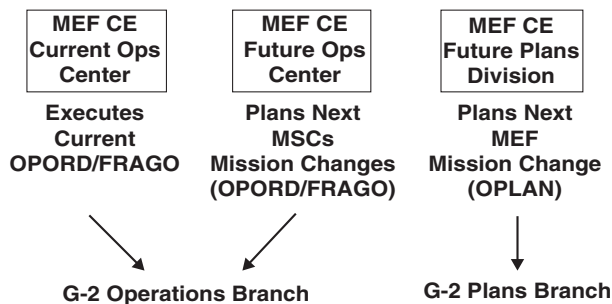 MEF CE
Current Ops
Center
Executes
Current
OPORD/FRAGO
MEF CE
Future Ops
Center
Plans Next
MSCs
Mission Changes
(OPORD/FRAGO)
MEF CE
Future Plans
Division
Plans Next
MEF
Mission Change
(OPLAN)
G-2 Operations Branch
G-2 Plans Branch